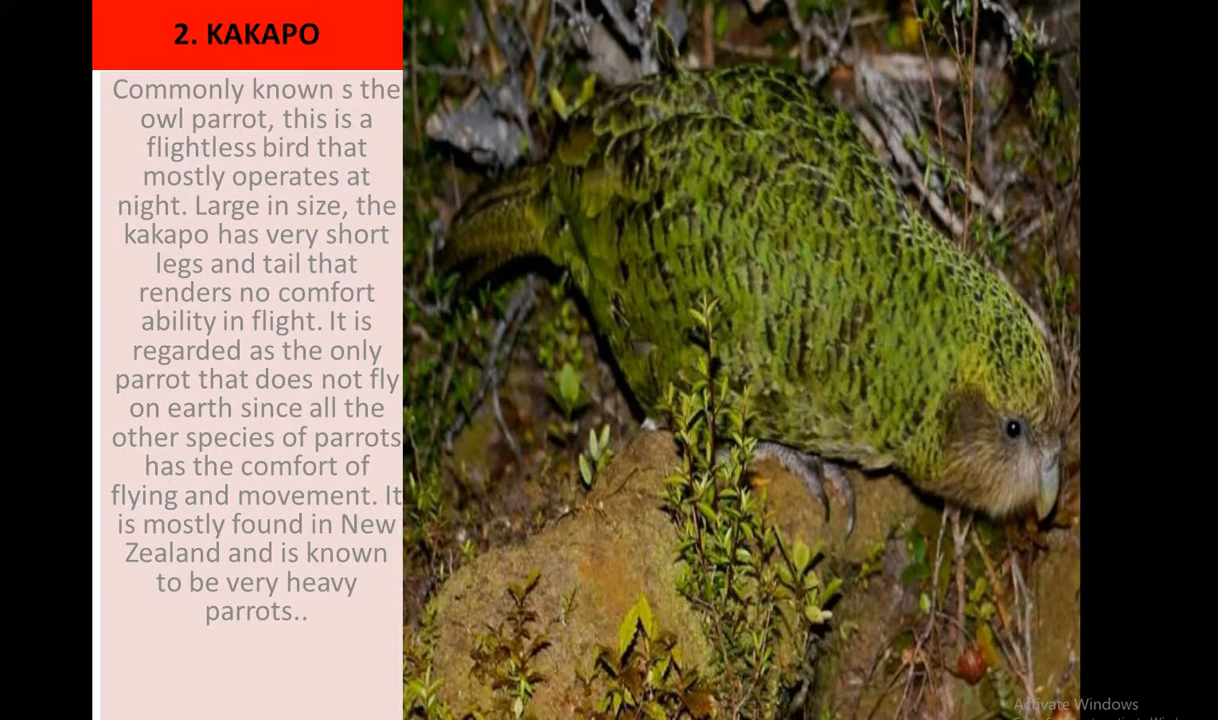 2. KAKAPO
Commonly known s the
owl parrot, this is a
flightless bird that
mostly operates at
night. Large in size, the
kakapo has very short
legs and tail that
renders no comfort
ability in flight. It is
regarded as the only
parrot that does not fly
on earth since all the
other species of parrots
has the comfort of
flying and movement. It
is mostly found in New
Zealand and is known
to be very heavy
parrots..
Activate Windows